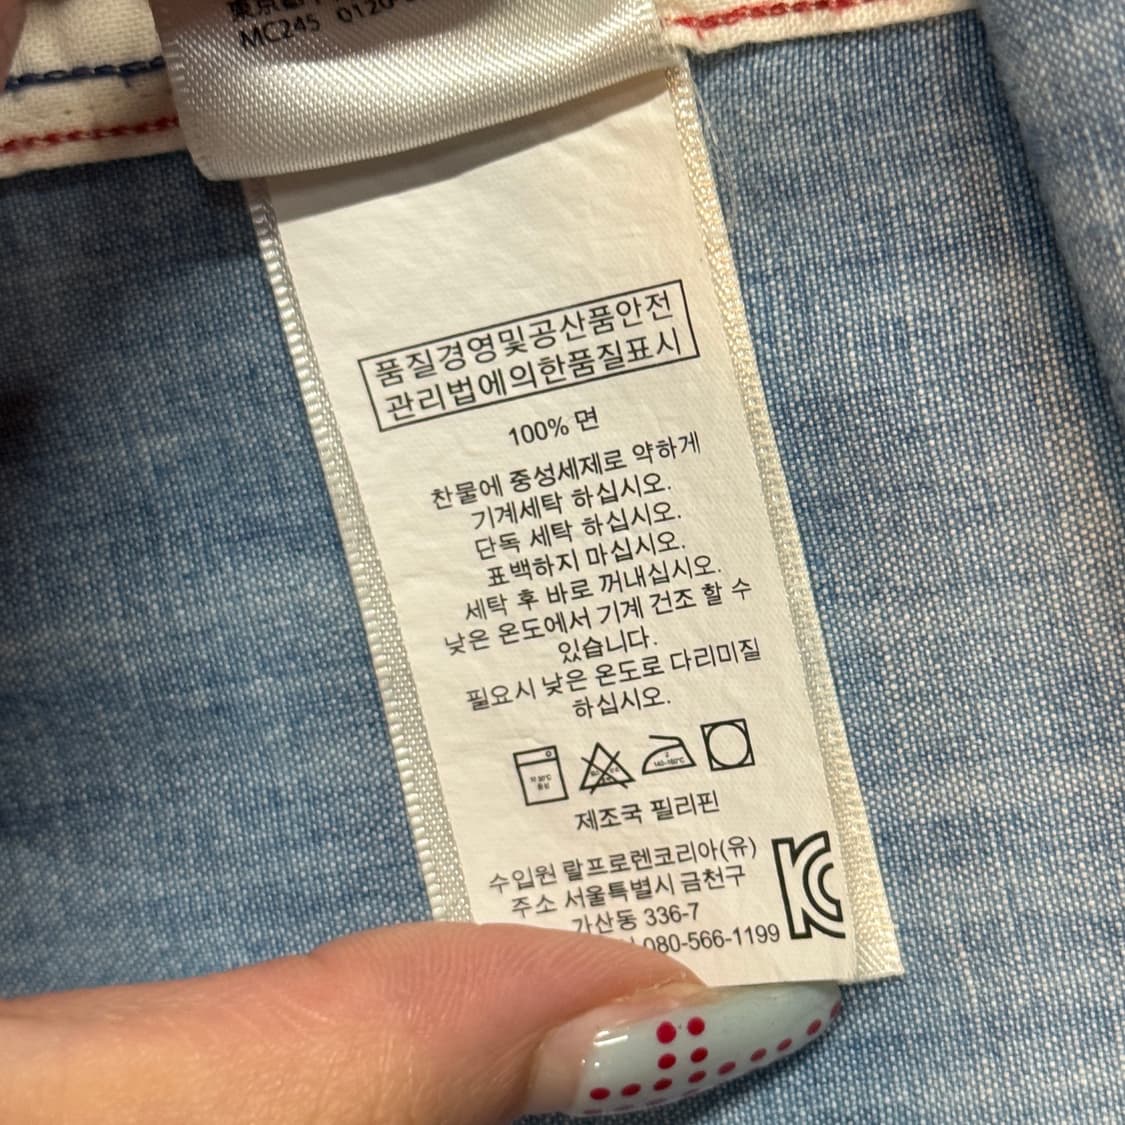 MC245 0120
품질경영및공산품안전
관리법에의한품질표시
100% 면
찬물에 중성세제로 약하게
기계세탁 하십시오.
단독 세탁 하십시오.
표백하지 마십시오.
세탁 후 바로 꺼내십시오.
낮은 온도에서 기계 건조 할 수
있습니다.
필요시 낮은 온도로 다리미질
하십시오.
제조국 필리핀
수입원 랄프로렌코리아(유)
주소 서울특별시 금천구
가산동 336-7
080-566-1199